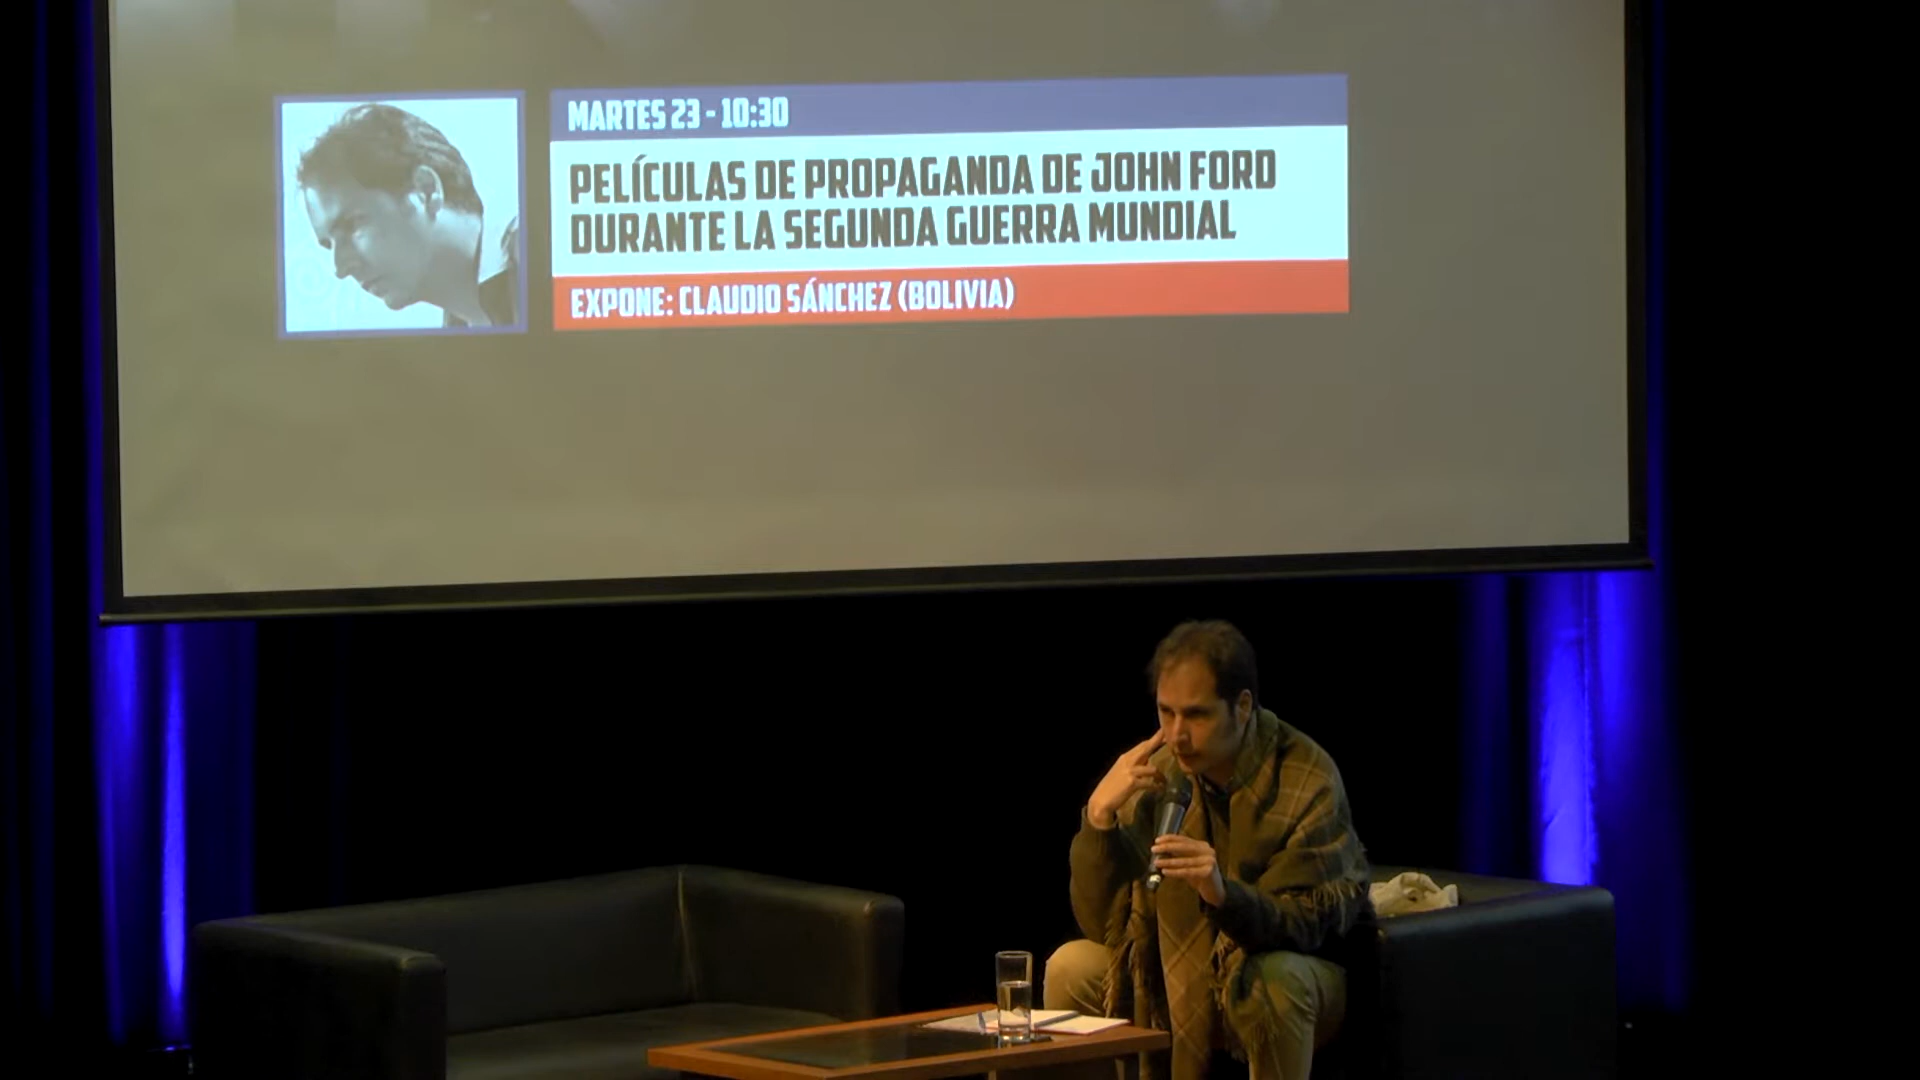 MARTES 23 - 10:30
PELÍCULAS DE PROPAGANDA DE JOHN FORD
DURANTE LA SEGUNDA GUERRA MUNDIAL
EXPONE: CLAUDIO SÁNCHEZ (BOLIVIA)